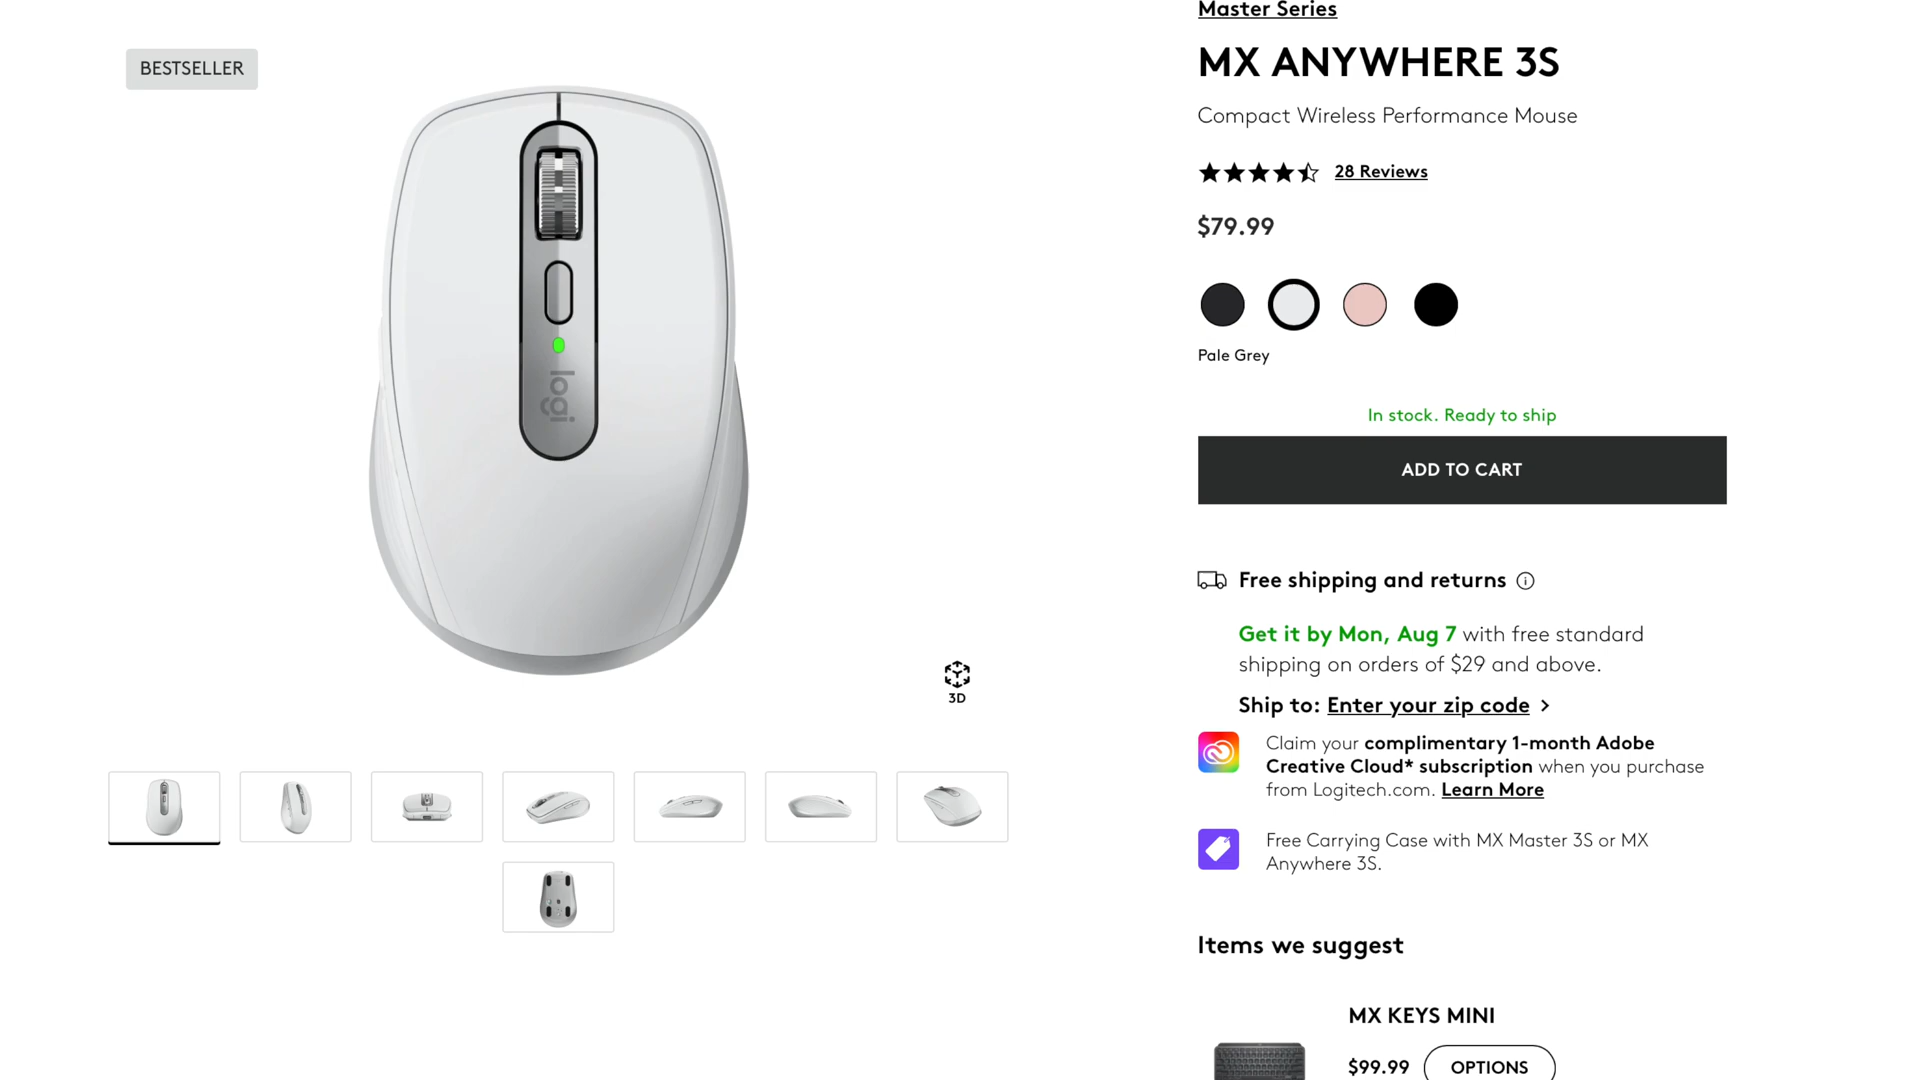 BESTSELLER
logi
3D
Master Series
MX ANYWHERE 3S
Compact Wireless Performance Mouse
28 Reviews
$79.99
Pale Grey
In stock. Ready to ship
ADD TO CART
Free shipping and returns
Get it by Mon, Aug 7 with free standard
shipping on orders of $29 and above.
Ship to: Enter your zip code
Claim your complimentary 1-month Adobe
Creative Cloud* subscription when you purchase
from Logitech.com. Learn More
Free Carrying Case with MX Master 3S or MX
Anywhere 3S.
Items we suggest
MX KEYS MINI
$99.99 OPTIONS